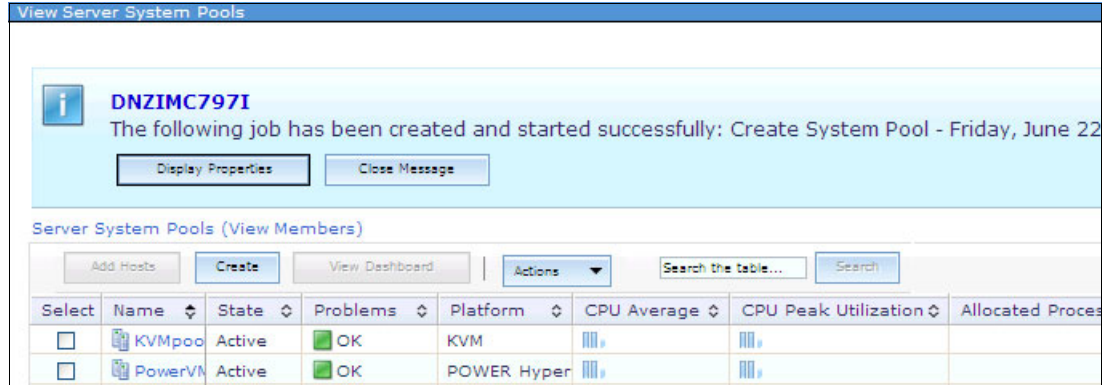 View Server System Pools
i
DNZIMC797I
The following job has been created and started successfully: Create System Pool - Friday, June 22
Display Properties Close Message
Server System Pools (View Members)
Add Hosts Create View Dashboard Actions Search the table... Search
Select Name State Problems Platform CPU Average CPU Peak Utilization Allocated Proces
KVMpoo Active OK KVM
PowerVM Active OK POWER Hyper